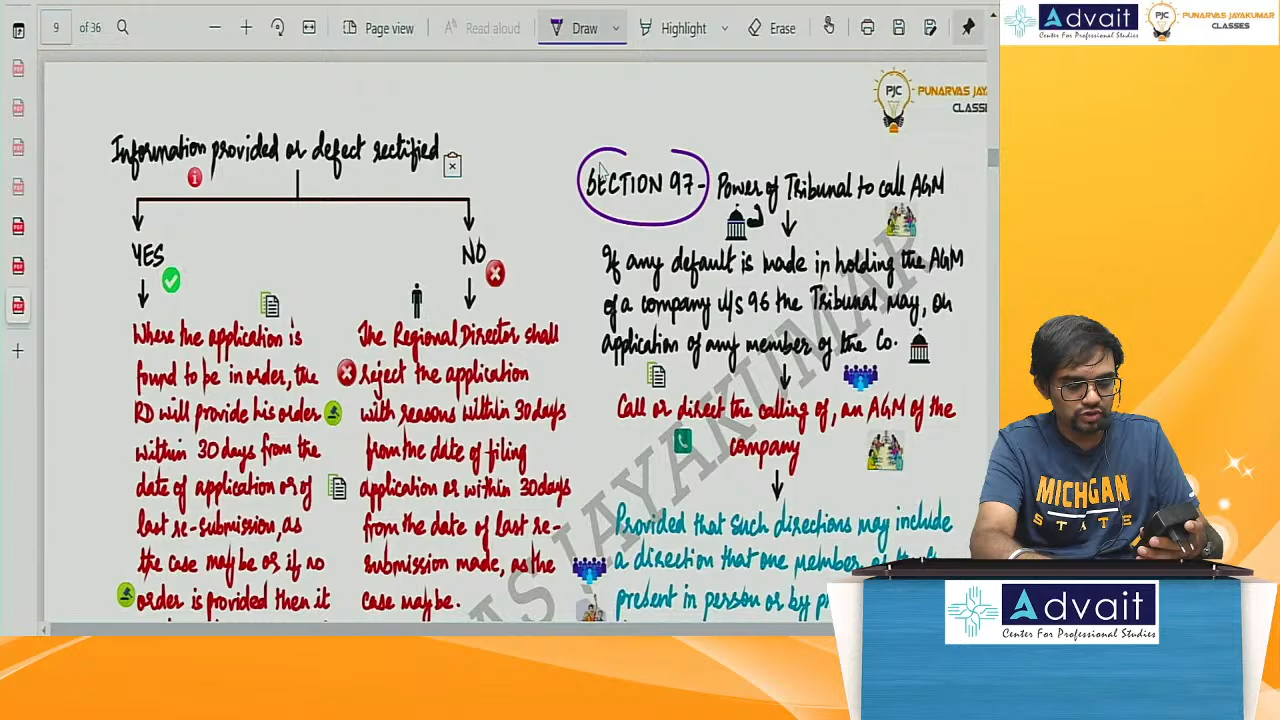 9 of 36
Page view
Read aloud
Draw
Highlight
Erase
Advait
Center For Professional Studies
PUNARVAS JAYAKUMAR
CLASSES
PJC
PUNARVAS JAY
CLASSE
Information provided or defect rectified
YES
NO
Where the application is
found to be in order, the
RD will provide his order
within 30 days from the
date of application or of
last re-submission, as
the case may be or if no
order is provided then it
The Regional Director shall
reject the application
with reasons within 30 days
from the date of filing
application or within 30 days
from the date of last re-
submission made, as the
case may be.
SECTION 97- Power of Tribunal to call AGM
If any default is made in holding the AGM
of a company u/s 96 the Tribunal may, on
application of any member of the Co.
Call or direct the calling of, an AGM of the
company
Provided that such directions may include
a direction that one member of the
present in person or by
AS JAYAKUMAR
MICHGAN
STATE
Advait
Center For Professional Studies